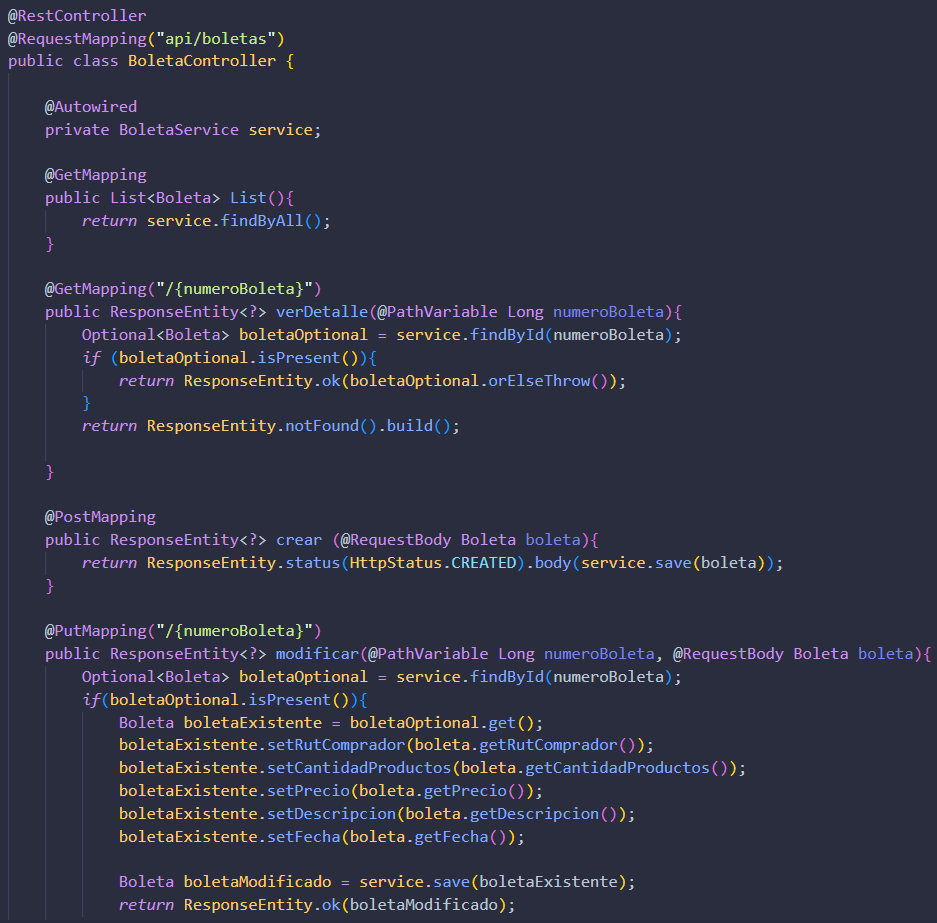 @RestController
@RequestMapping("api/boletas")
public class BoletaController {
@Autowired
private BoletaService service;
@GetMapping
public List<Boleta> List(){
return service.findByAll();
}
@GetMapping("/{numeroBoleta}")
public ResponseEntity<?> verDetalle(@PathVariable Long numeroBoleta){
Optional<Boleta> boletaOptional = service.findById(numeroBoleta);
if (boletaOptional.isPresent()){
return ResponseEntity.ok(boletaOptional.orElseThrow());
}
return ResponseEntity.notFound().build();
}
@PostMapping
public ResponseEntity<?> crear (@RequestBody Boleta boleta){
return ResponseEntity.status(HttpStatus.CREATED).body(service.save(boleta));
}
@PutMapping("/{numeroBoleta}")
public ResponseEntity<?> modificar(@PathVariable Long numeroBoleta, @RequestBody Boleta boleta){
Optional<Boleta> boletaOptional = service.findById(numeroBoleta);
if(boletaOptional.isPresent()){
Boleta boletaExistente = boletaOptional.get();
boletaExistente.setRutComprador(boleta.getRutComprador());
boletaExistente.setCantidadProductos(boleta.getCantidadProductos());
boletaExistente.setPrecio(boleta.getPrecio());
boletaExistente.setDescripcion(boleta.getDescripcion());
boletaExistente.setFecha(boleta.getFecha());
Boleta boletaModificado = service.save(boletaExistente);
return ResponseEntity.ok(boletaModificado);